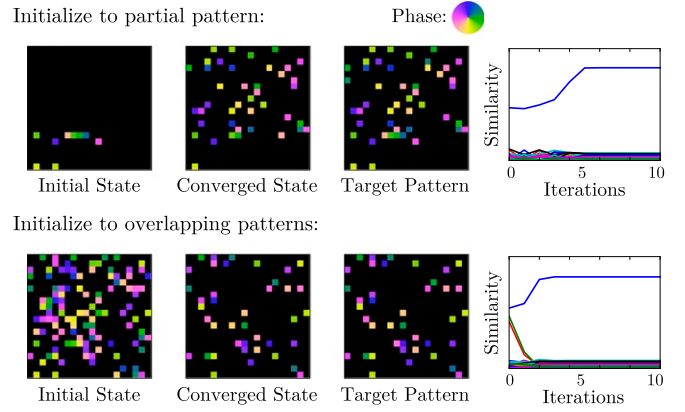 Initialize to partial pattern:
Phase:
Initial State
Converged State
Target Pattern
Similarity
0 5 10
Iterations
Initialize to overlapping patterns:
Initial State
Converged State
Target Pattern
Similarity
0 5 10
Iterations